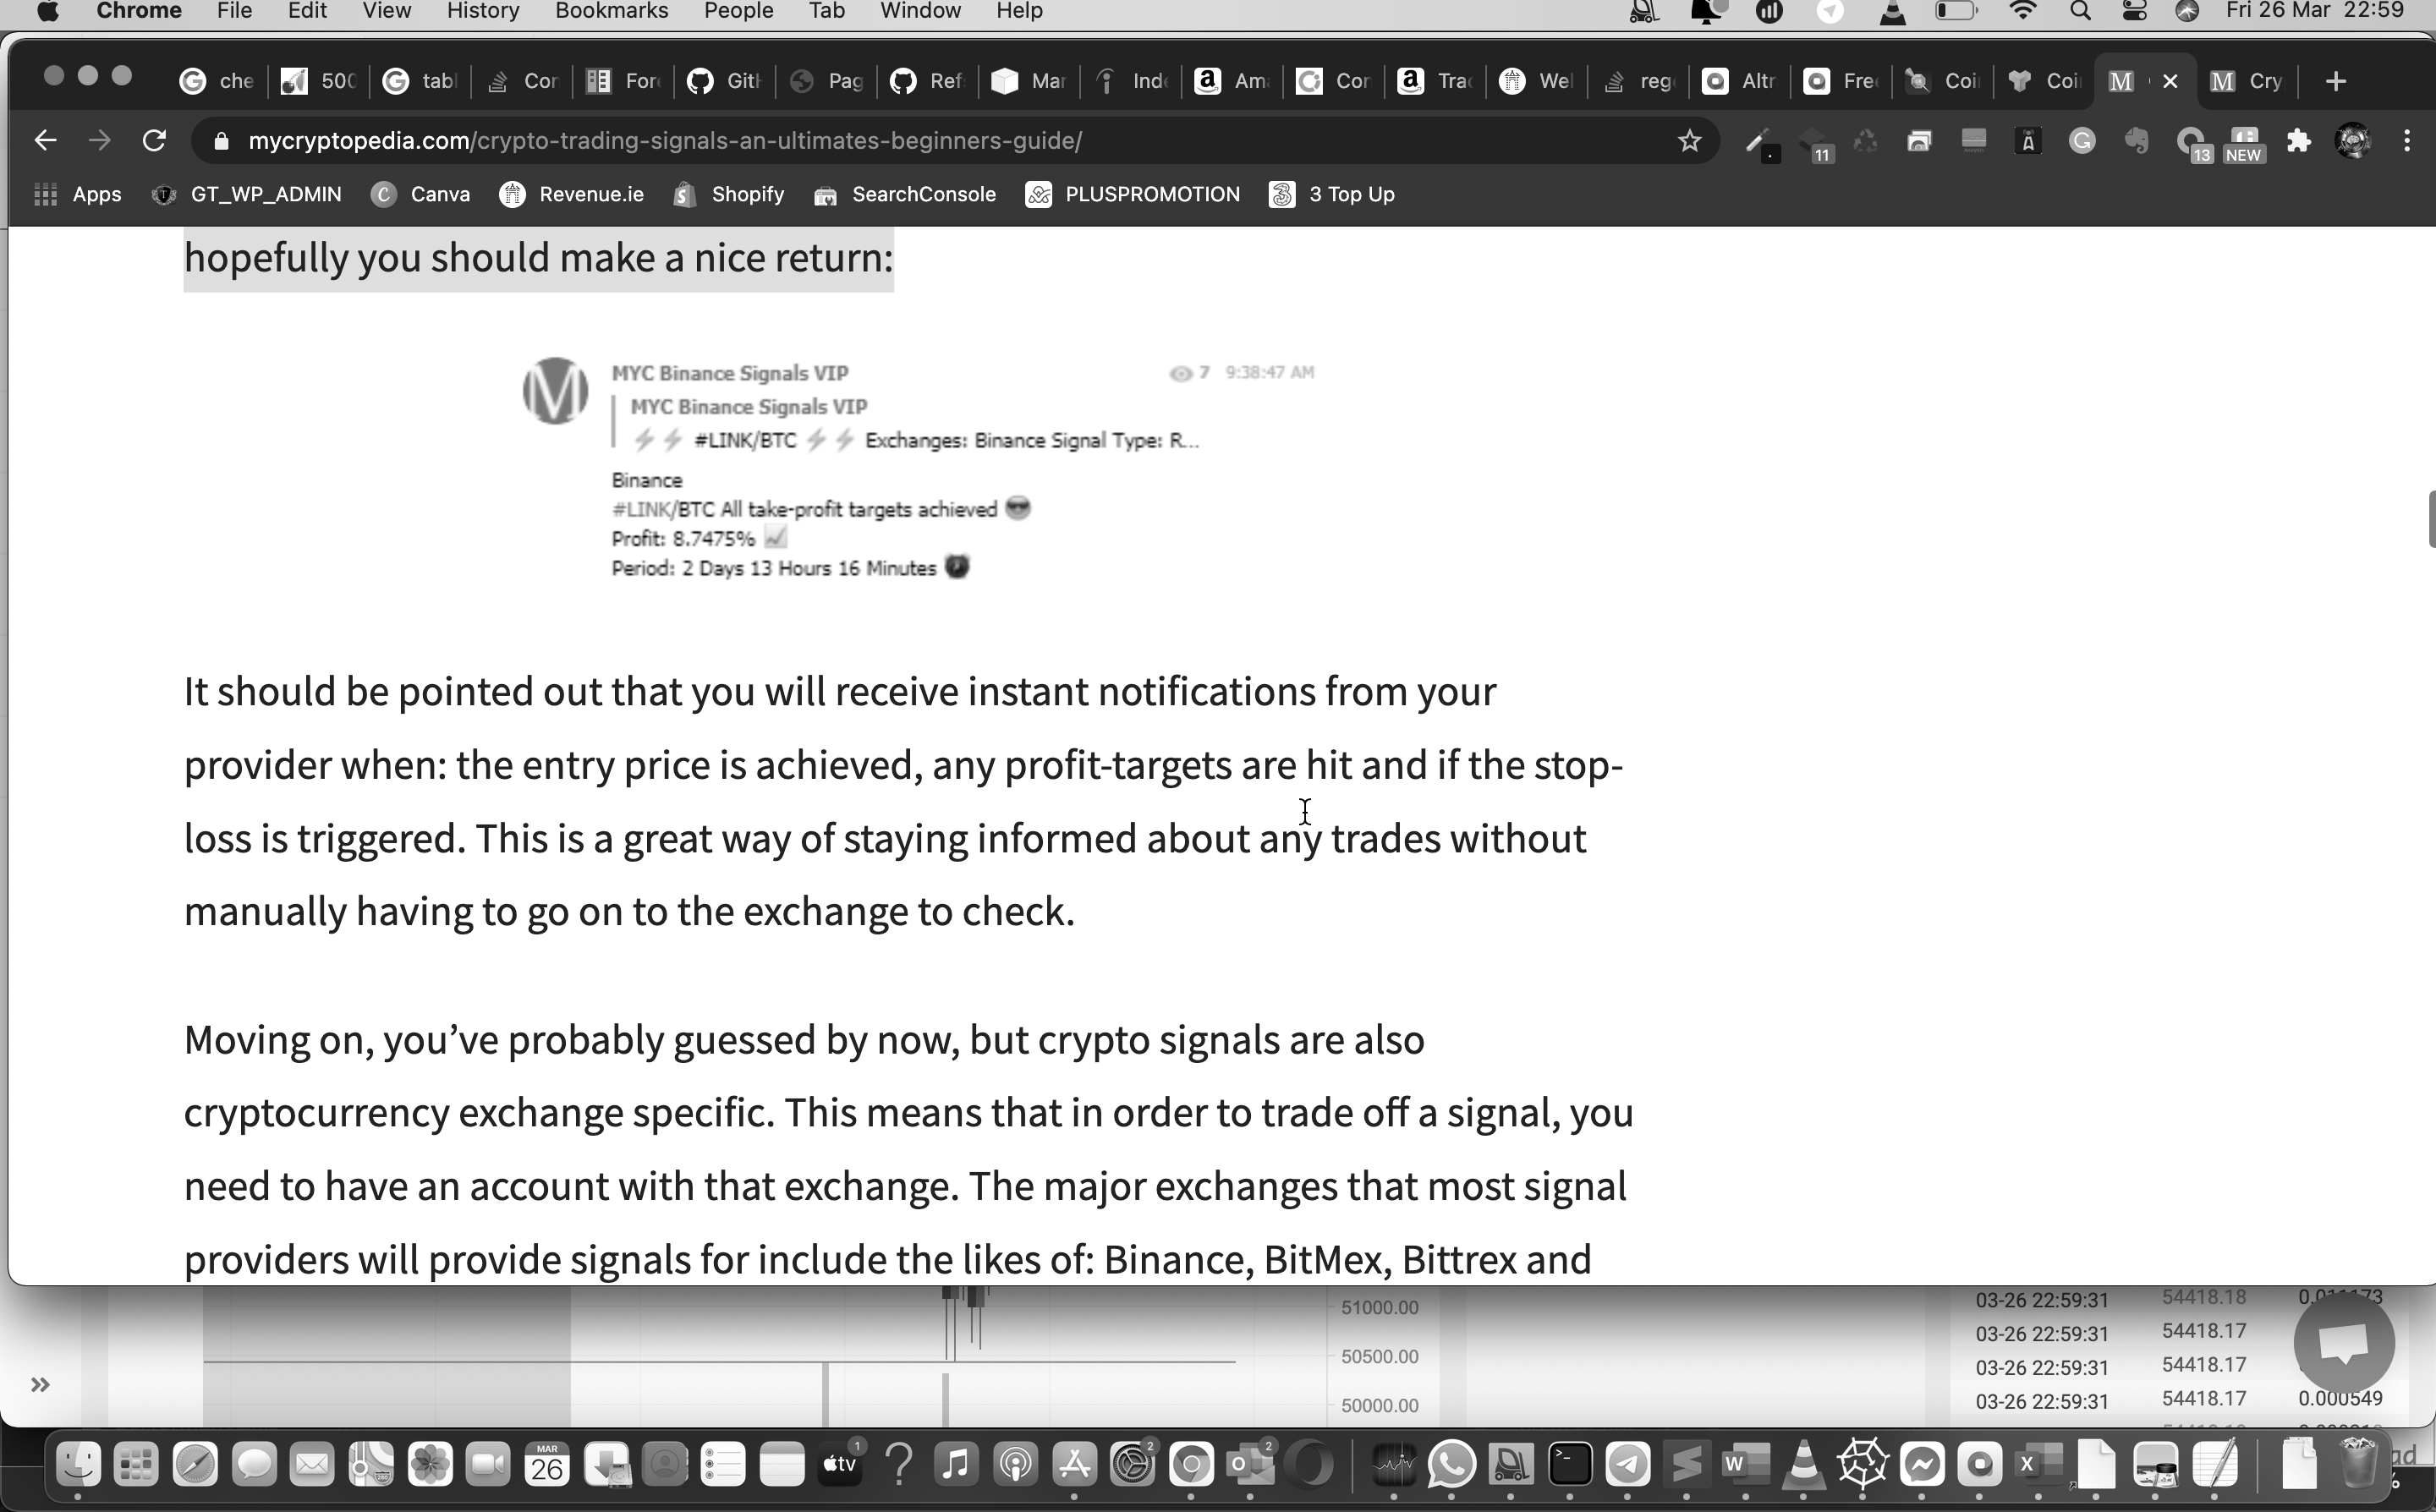 Chrome File Edit View History Bookmarks People Tab Window Help Fri 26 Mar 22:59
che 500 tabl Cor For GitH Pag Ref Mar Inde Ama Cor Trac Wel reg Altr Free Coi Coi Cry
mycryptopedia.com/crypto-trading-signals-an-ultimates-beginners-guide/ 11 13 NEW
Apps GT_WP_ADMIN Canva Revenue.ie Shopify SearchConsole PLUSPROMOTION 3 Top Up
hopefully you should make a nice return:
MYC Binance Signals VIP 7 9:38:47 AM
MYC Binance Signals VIP
⚡⚡ #LINK/BTC ⚡⚡ Exchanges: Binance Signal Type: R...
Binance
#LINK/BTC All take-profit targets achieved 😎
Profit: 8.7475% 📈
Period: 2 Days 13 Hours 16 Minutes ⏰
It should be pointed out that you will receive instant notifications from your
provider when: the entry price is achieved, any profit-targets are hit and if the stop-
loss is triggered. This is a great way of staying informed about any trades without
manually having to go on to the exchange to check.
Moving on, you’ve probably guessed by now, but crypto signals are also
cryptocurrency exchange specific. This means that in order to trade off a signal, you
need to have an account with that exchange. The major exchanges that most signal
providers will provide signals for include the likes of: Binance, BitMex, Bittrex and
51000.00 03-26 22:59:31 54418.18
03-26 22:59:31 54418.17
50500.00 03-26 22:59:31 54418.17
50000.00 03-26 22:59:31 54418.17 0.000549
MAR
26 tv 1 2 2